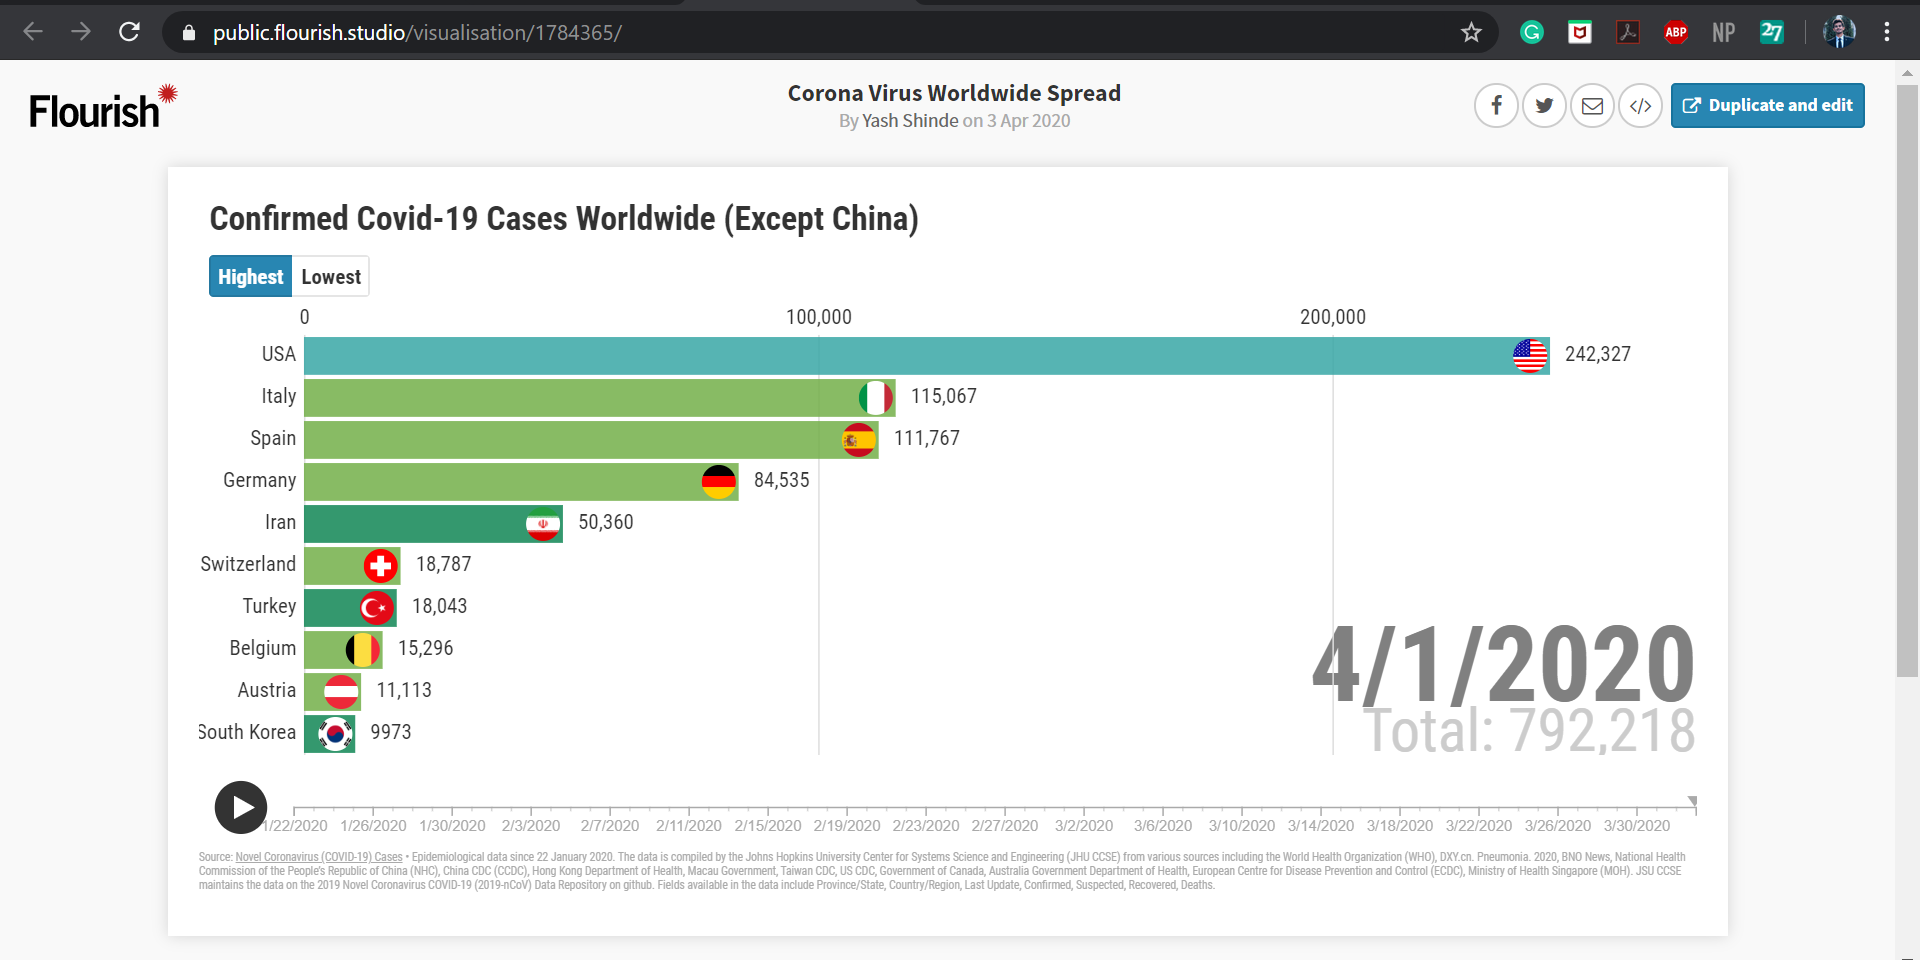 public.flourish.studio/visualisation/1784365/
ABP
NP
27
Flourish
Corona Virus Worldwide Spread
By Yash Shinde on 3 Apr 2020
f
</>
Duplicate and edit
Confirmed Covid-19 Cases Worldwide (Except China)
Highest Lowest
0 100,000 200,000
USA 242,327
Italy 115,067
Spain 111,767
Germany 84,535
Iran 50,360
Switzerland 18,787
Turkey 18,043
Belgium 15,296
Austria 11,113
South Korea 9973
4/1/2020
Total: 792,218
1/22/2020 1/26/2020 1/30/2020 2/3/2020 2/7/2020 2/11/2020 2/15/2020 2/19/2020 2/23/2020 2/27/2020 3/2/2020 3/6/2020 3/10/2020 3/14/2020 3/18/2020 3/22/2020 3/26/2020 3/30/2020
Source: Novel Coronavirus (COVID-19) Cases • Epidemiological data since 22 January 2020. The data is compiled by the Johns Hopkins University Center for Systems Science and Engineering (JHU CCSE) from various sources including the World Health Organization (WHO), DXY.cn. Pneumonia. 2020, BNO News, National Health
Commission of the People's Republic of China (NHC), China CDC (CCDC), Hong Kong Department of Health, Macau Government, Taiwan CDC, US CDC, Government of Canada, Australia Government Department of Health, European Centre for Disease Prevention and Control (ECDC), Ministry of Health Singapore (MOH). JSU CCSE
maintains the data on the 2019 Novel Coronavirus COVID-19 (2019-nCoV) Data Repository on github. Fields available in the data include Province/State, Country/Region, Last Update, Confirmed, Suspected, Recovered, Deaths.